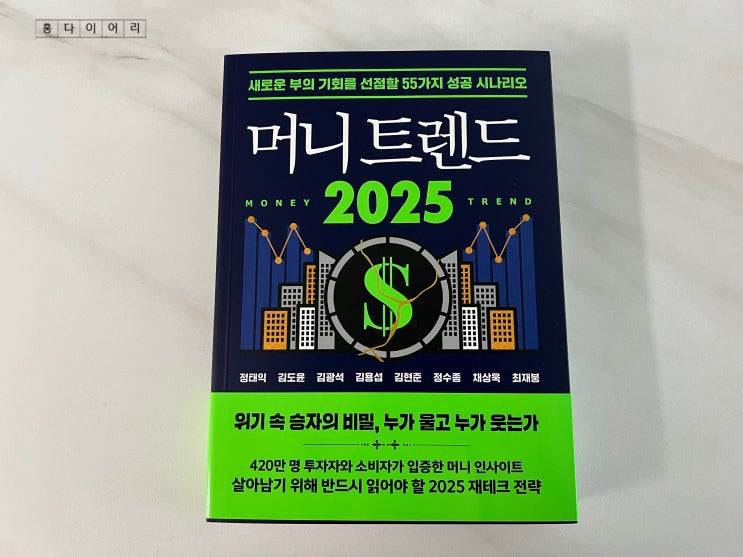 홍다이어리
새로운 부의 기회를 선점할 55가지 성공 시나리오
머니 트렌드
MONEY 2025 TREND
$
정태익 김도윤 김광석 김용섭 김현준 정수종 채상욱 최재붕
위기 속 승자의 비밀, 누가 울고 누가 웃는가
420만 명 투자자와 소비자가 입증한 머니 인사이트
살아남기 위해 반드시 읽어야 할 2025 재테크 전략